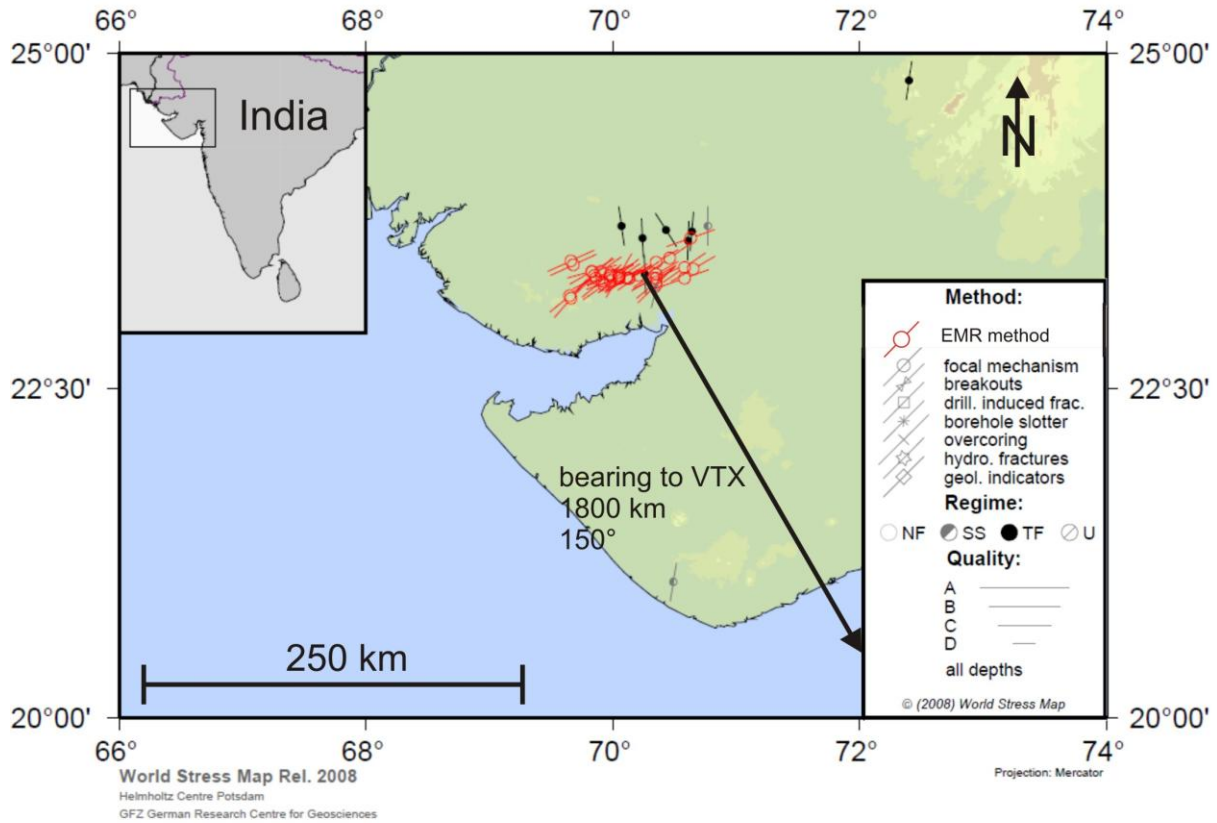 66° 68° 70° 72° 74°
25°00' 25°00'
India
N
22°30' 22°30'
bearing to VTX
1800 km
150°
250 km
Method:
EMR method
focal mechanism
breakouts
drill. induced frac.
borehole slotter
overcoring
hydro. fractures
geol. indicators
Regime:
NF SS TF U
Quality:
A
B
C
D
all depths
© (2008) World Stress Map
20°00' 20°00'
66° 68° 70° 72° 74°
World Stress Map Rel. 2008
Projection: Mercator
Helmholtz Centre Potsdam
GFZ German Research Centre for Geosciences